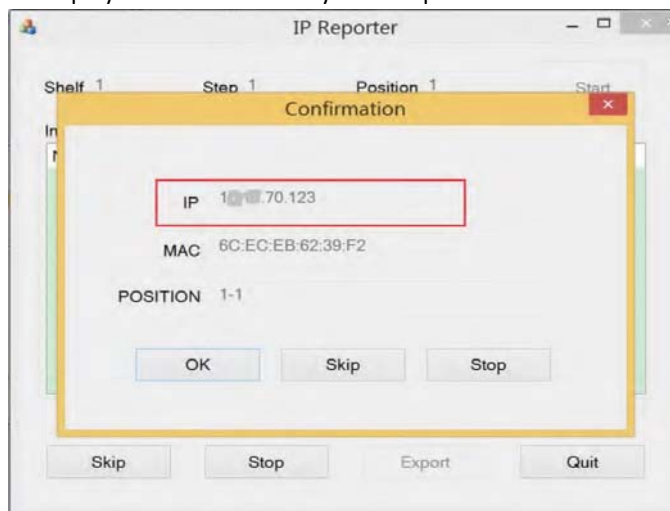 IP Reporter
Shelf 1 Step 1 Position 1 Start
Confirmation
In
IP .70.123
MAC 6C:EC:EB:62:39:F2
POSITION 1-1
OK Skip Stop
Skip Stop Export Quit